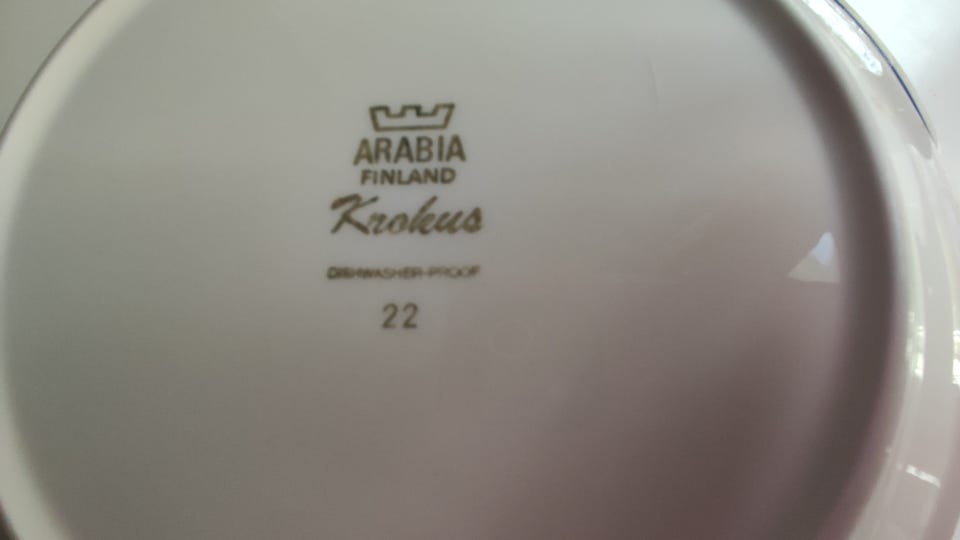 ARABIA
FINLAND
Krokus
DISHWASHER-PROOF
22